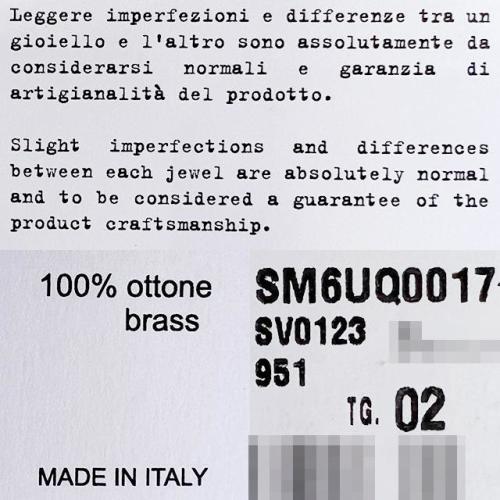 Leggere imperfezioni e differenze tra un
gioiello e l'altro sono assolutamente da
considerarsi normali e garanzia di
artigianalità del prodotto.
Slight imperfections and differences
between each jewel are absolutely normal
and to be considered a guarantee of the
product craftsmanship.
100% ottone
brass
MADE IN ITALY
SM6UQ0017
SV0123
951
TG. 02